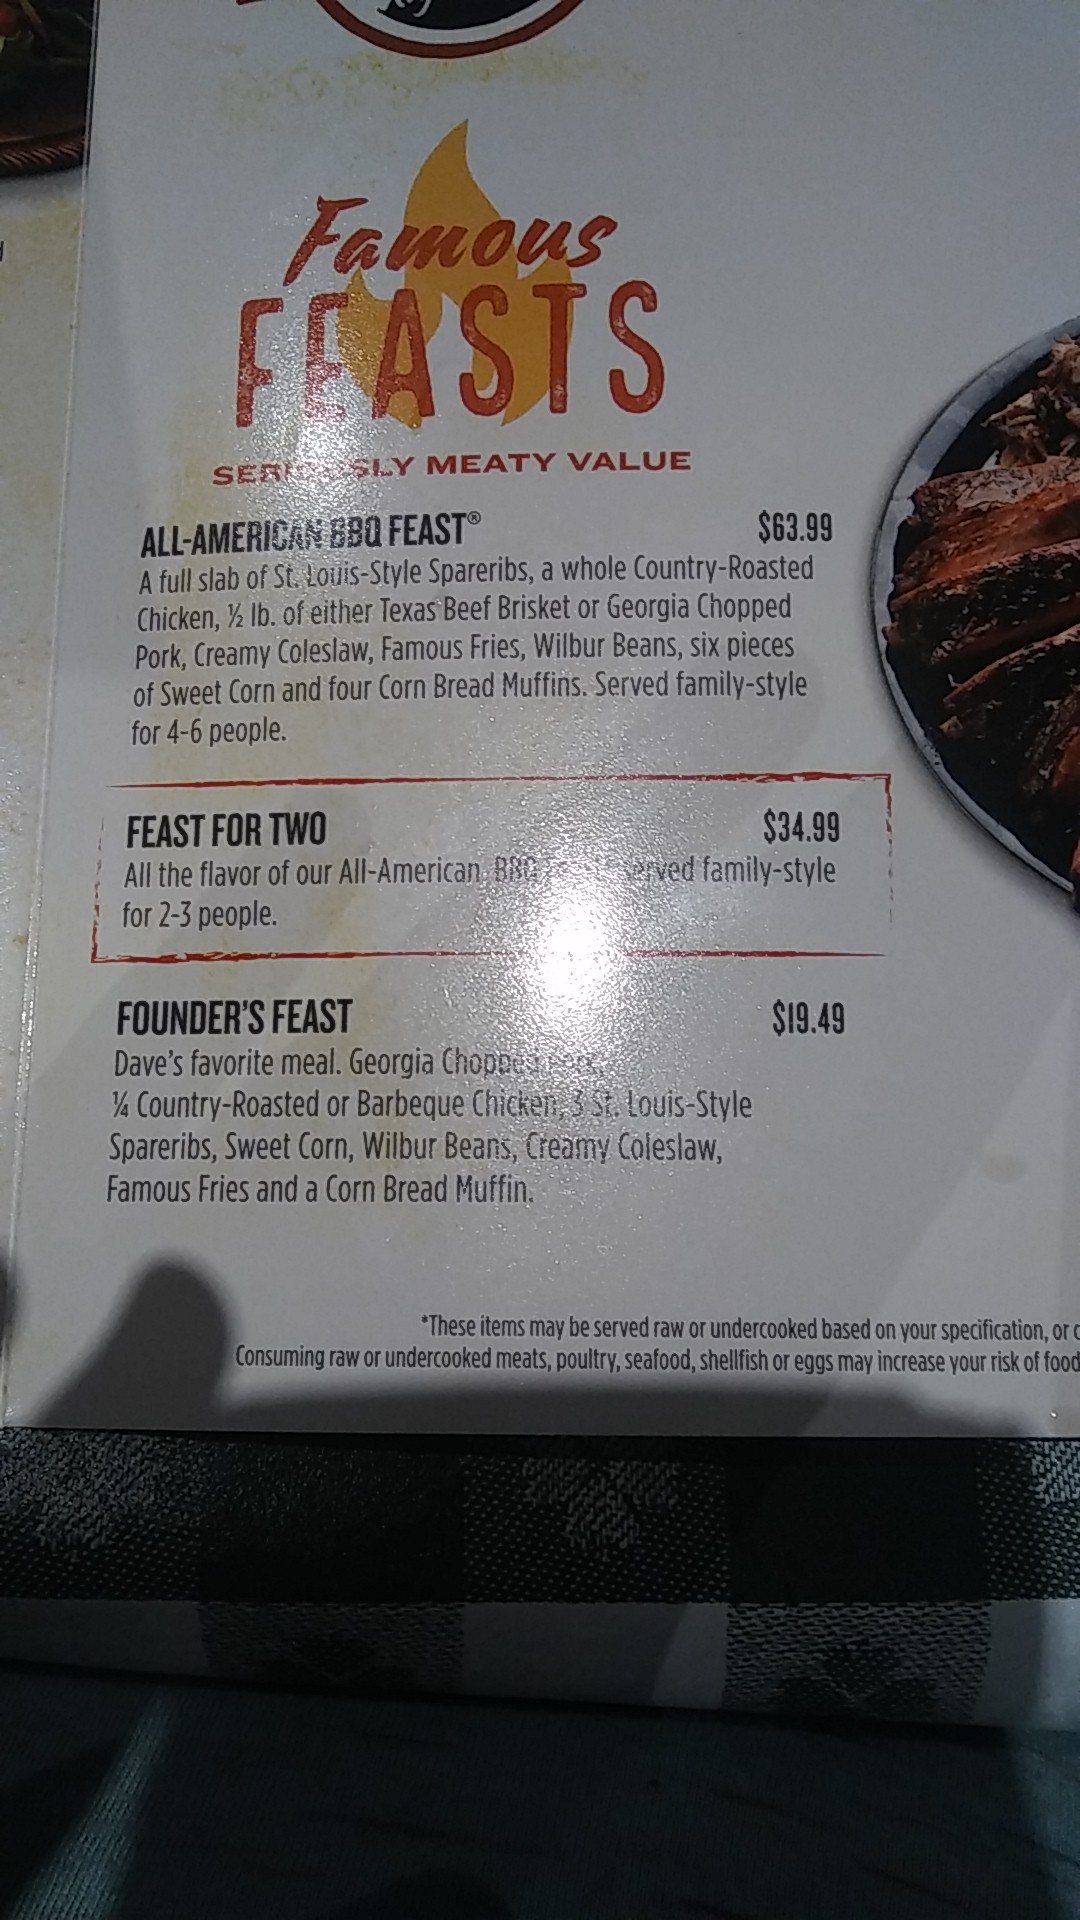 Famous
FEASTS
SERIOUSLY MEATY VALUE
ALL-AMERICAN BBQ FEAST® $63.99
A full slab of St. Louis-Style Spareribs, a whole Country-Roasted
Chicken, ½ lb. of either Texas Beef Brisket or Georgia Chopped
Pork, Creamy Coleslaw, Famous Fries, Wilbur Beans, six pieces
of Sweet Corn and four Corn Bread Muffins. Served family-style
for 4-6 people.
FEAST FOR TWO $34.99
All the flavor of our All-American BBQ served family-style
for 2-3 people.
FOUNDER'S FEAST $19.49
Dave's favorite meal. Georgia Chopped Pork,
¼ Country-Roasted or Barbeque Chicken, 3 St. Louis-Style
Spareribs, Sweet Corn, Wilbur Beans, Creamy Coleslaw,
Famous Fries and a Corn Bread Muffin.
*These items may be served raw or undercooked based on your specification, or
Consuming raw or undercooked meats, poultry, seafood, shellfish or eggs may increase your risk of food